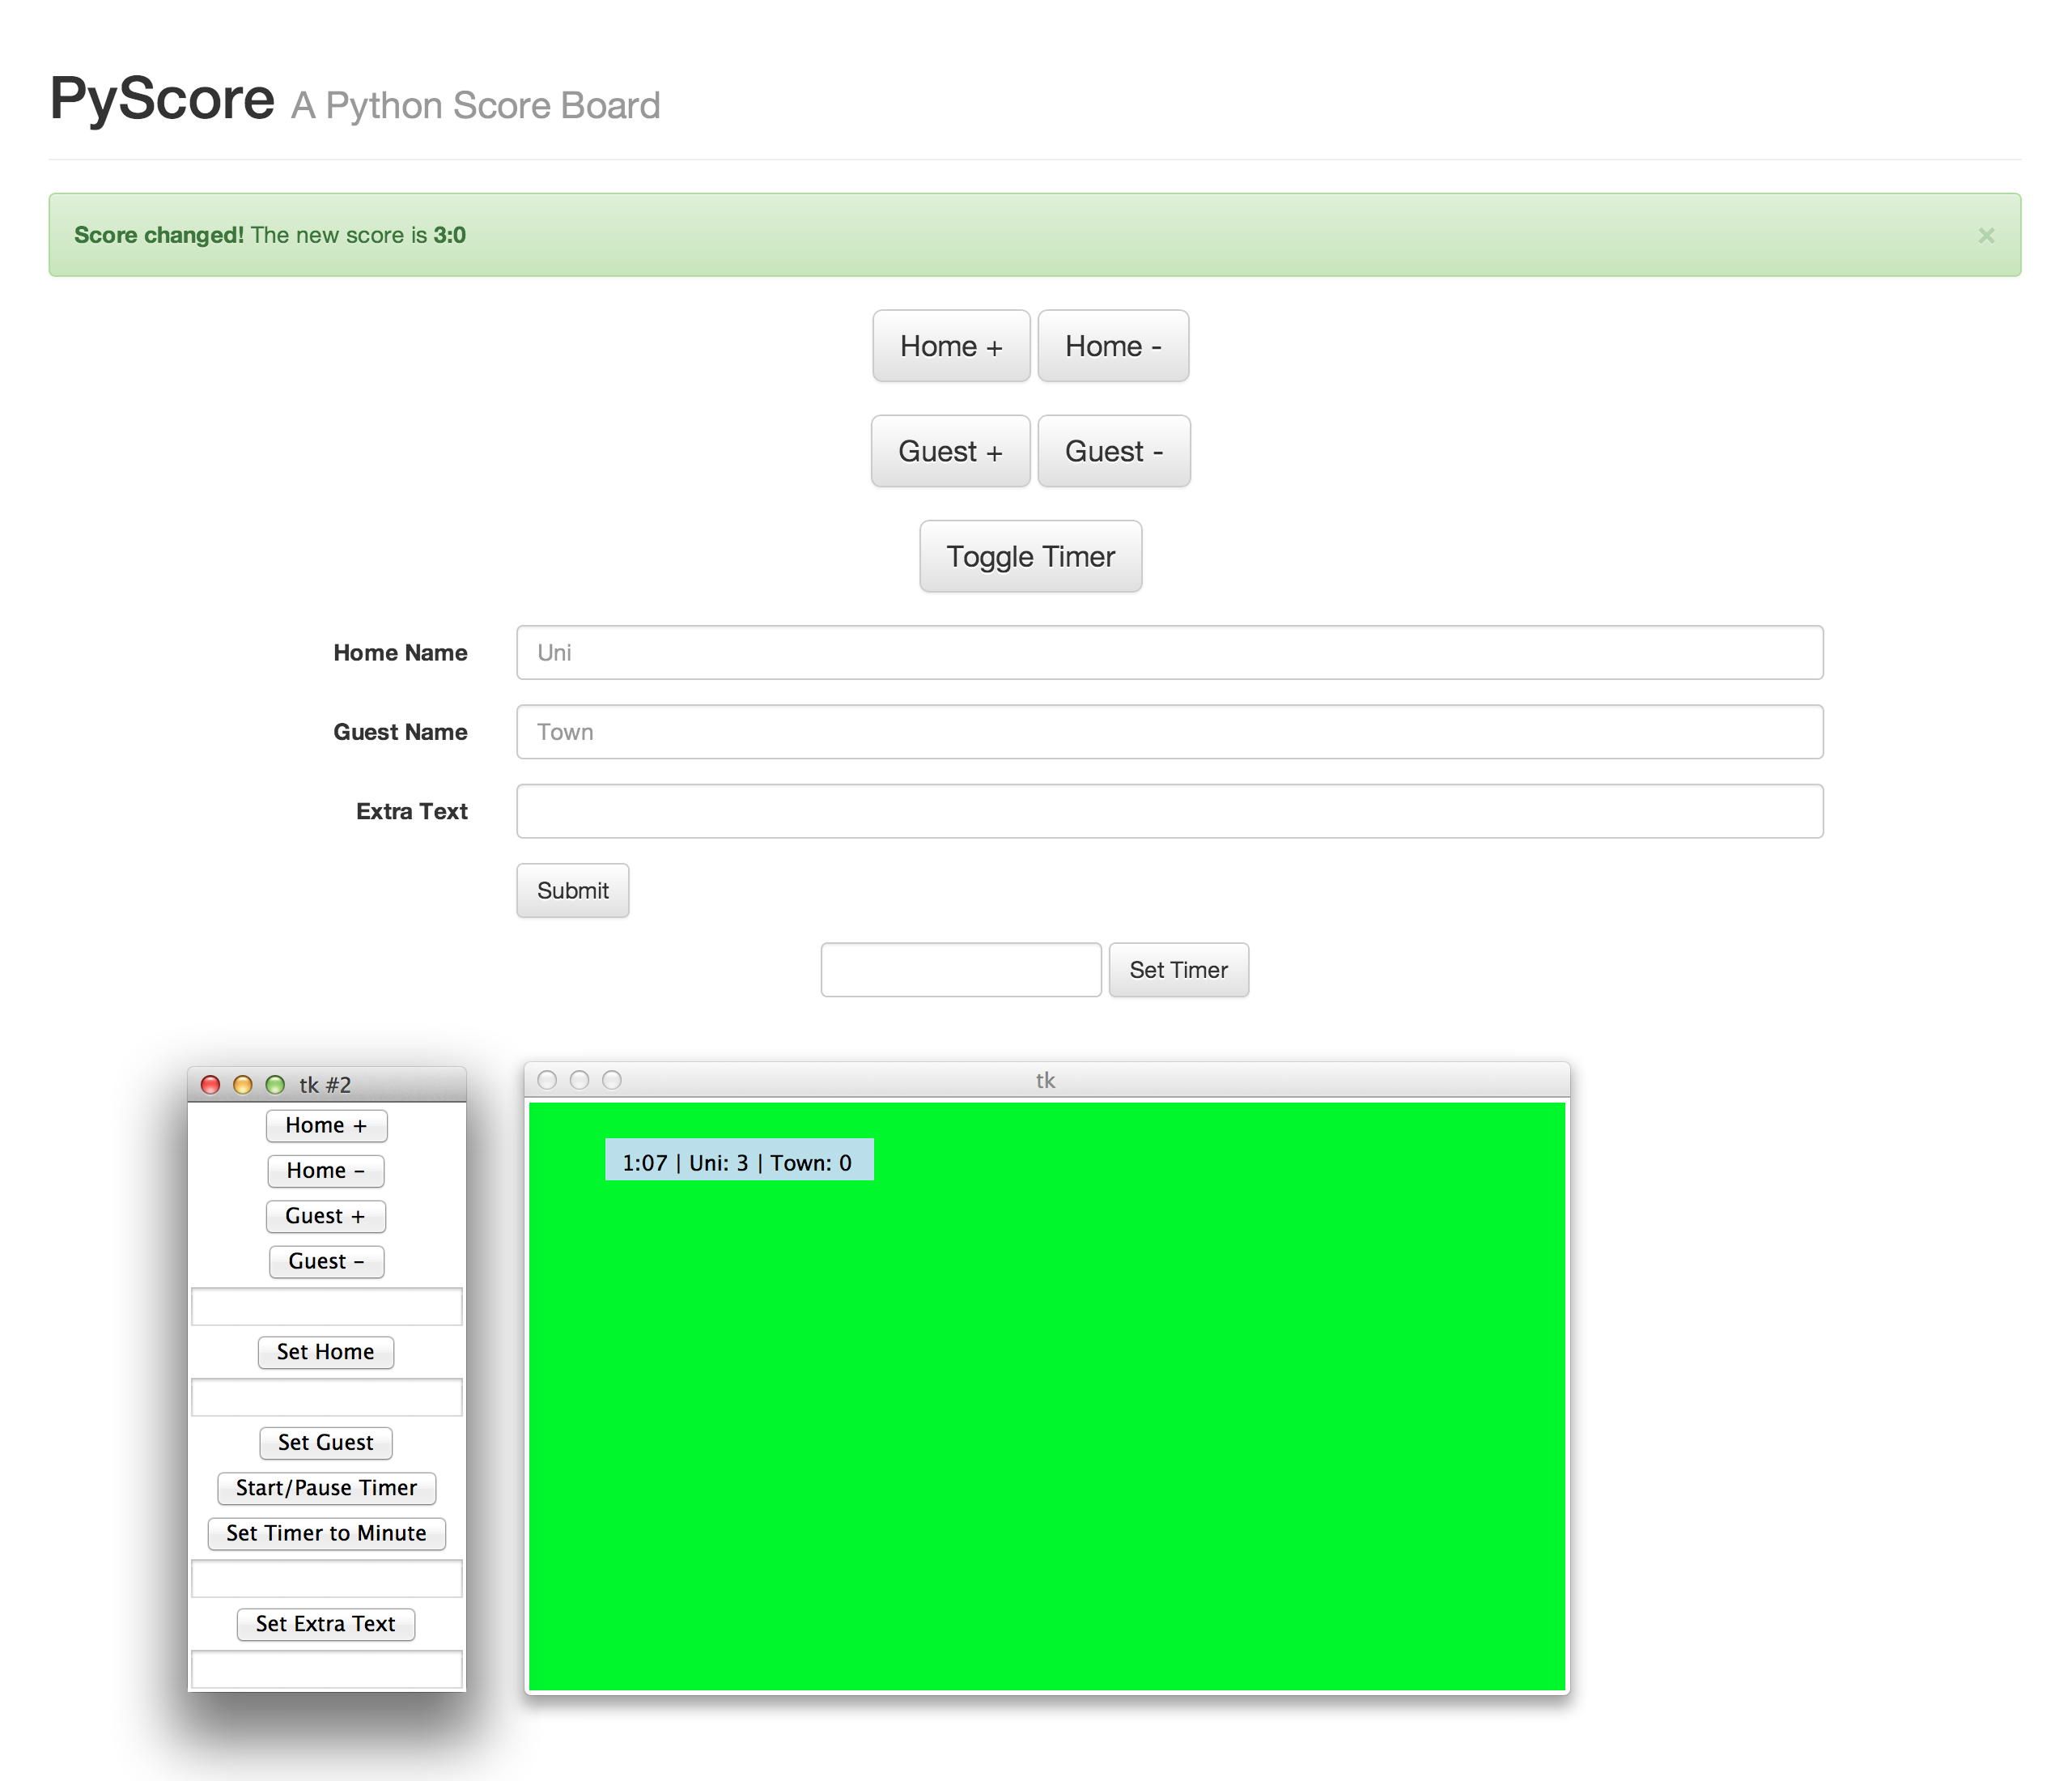 PyScore A Python Score Board
Score changed! The new score is 3:0 ×
Home + Home -
Guest + Guest -
Toggle Timer
Home Name Uni
Guest Name Town
Extra Text
Submit
Set Timer
tk #2
Home +
Home –
Guest +
Guest –
Set Home
Set Guest
Start/Pause Timer
Set Timer to Minute
Set Extra Text
tk
1:07 | Uni: 3 | Town: 0